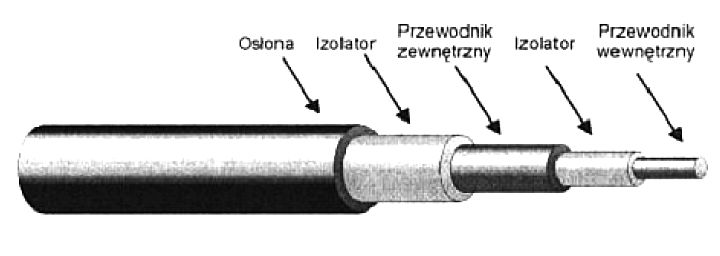 Osłona
Izolator
Przewodnik
zewnętrzny
Izolator
Przewodnik
wewnętrzny